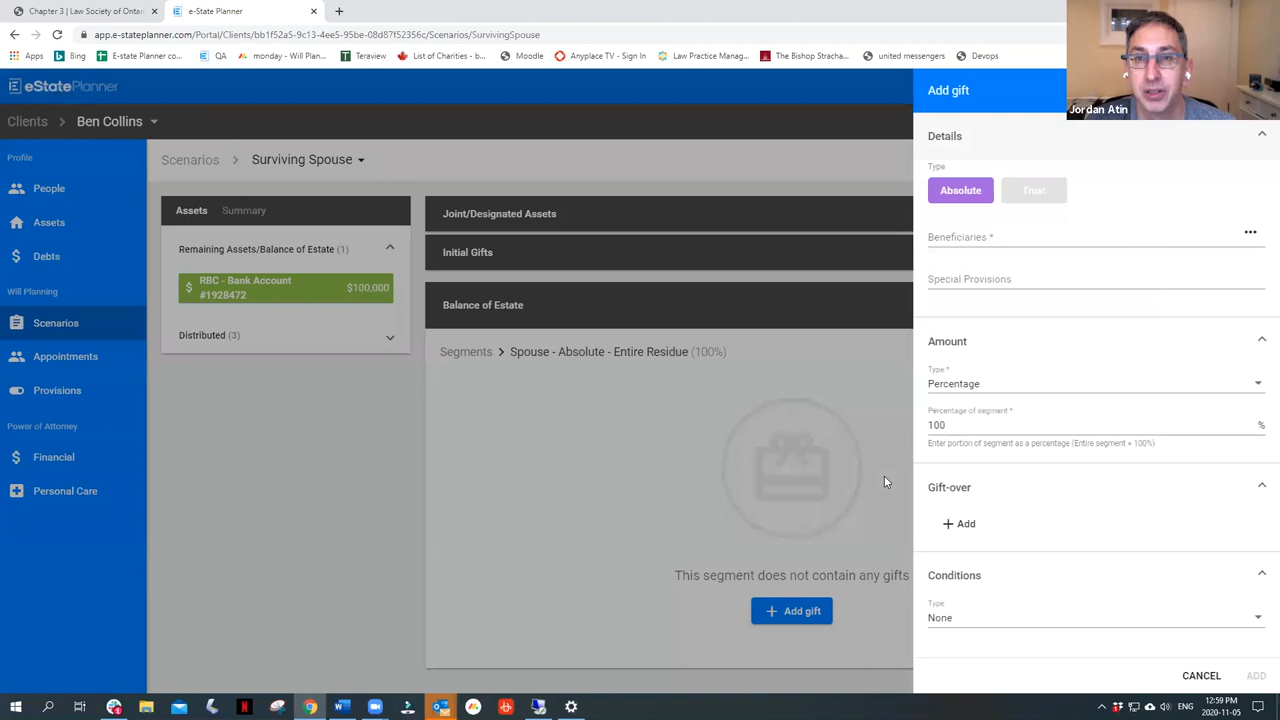 Chapter 3 | Law Society of Ontar
e-State Planner
app.e-stateplanner.com/Portal/Clients/bb1f52a5-9c13-4ee5-95be-08d87f52356c/Scenarios/SurvivingSpouse
Apps
Bing
E-state Planner co...
QA
monday - Will Plan...
Teraview
List of Charities - b...
Moodle
Anyplace TV - Sign In
Law Practice Manag...
The Bishop Stracha...
united messengers
Devops
eStatePlanner
Clients > Ben Collins
Profile
People
Assets
Debts
Will Planning
Scenarios
Appointments
Provisions
Power of Attorney
Financial
Personal Care
Scenarios > Surviving Spouse
Assets Summary
Remaining Assets/Balance of Estate (1)
RBC - Bank Account
#1928472
$100,000
Distributed (3)
Joint/Designated Assets
Initial Gifts
Balance of Estate
Segments > Spouse - Absolute - Entire Residue (100%)
This segment does not contain any gifts
+ Add gift
Add gift
Jordan Atin
Details
Type
Absolute Trust
Beneficiaries *
Special Provisions
Amount
Type *
Percentage
Percentage of segment *
100 %
Enter portion of segment as a percentage (Entire segment = 100%)
Gift-over
+ Add
Conditions
Type
None
CANCEL ADD
ENG
12:59 PM
2020-11-05